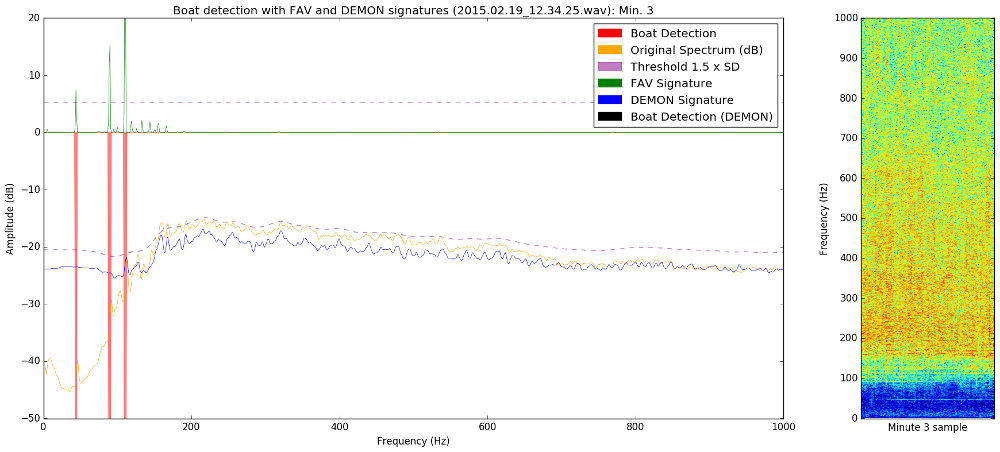 Boat detection with FAV and DEMON signatures (2015.02.19_12.34.25.wav): Min. 3
Boat Detection
Original Spectrum (dB)
Threshold 1.5 x SD
FAV Signature
DEMON Signature
Boat Detection (DEMON)
20
10
0
−10
−20
−30
−40
−50
Amplitude (dB)
0
200
400
600
800
1000
Frequency (Hz)
1000
900
800
700
600
500
400
300
200
100
0
Frequency (Hz)
Minute 3 sample